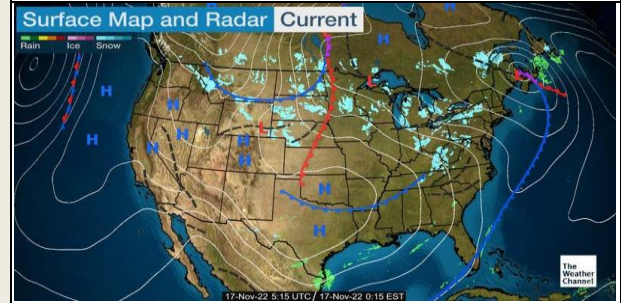 Surface Map and Radar Current
Rain Ice Snow
H
H
H
H
H
H
H
H
H
H
H
L
L
L
The
Weather
Channel
17-Nov-22 5:15 UTC / 17-Nov-22 0:15 EST